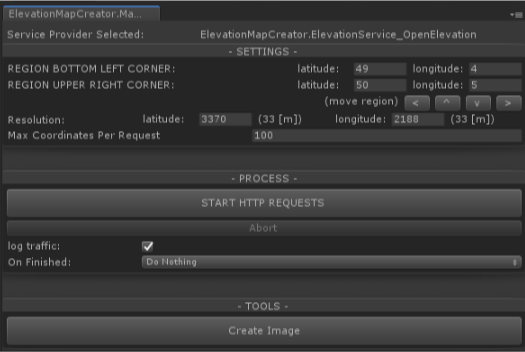 ElevationMapCreator.Ma...
Service Provider Selected: ElevationMapCreator.ElevationService_OpenElevation
- SETTINGS -
REGION BOTTOM LEFT CORNER: latitude: 49 longitude: 4
REGION UPPER RIGHT CORNER: latitude: 50 longitude: 5
(move region) < ^ v >
Resolution: latitude: 3370 (33 [m]) longitude: 2188 (33 [m])
Max Coordinates Per Request 100
- PROCESS -
START HTTP REQUESTS
Abort
log traffic:
On Finished: Do Nothing
- TOOLS -
Create Image